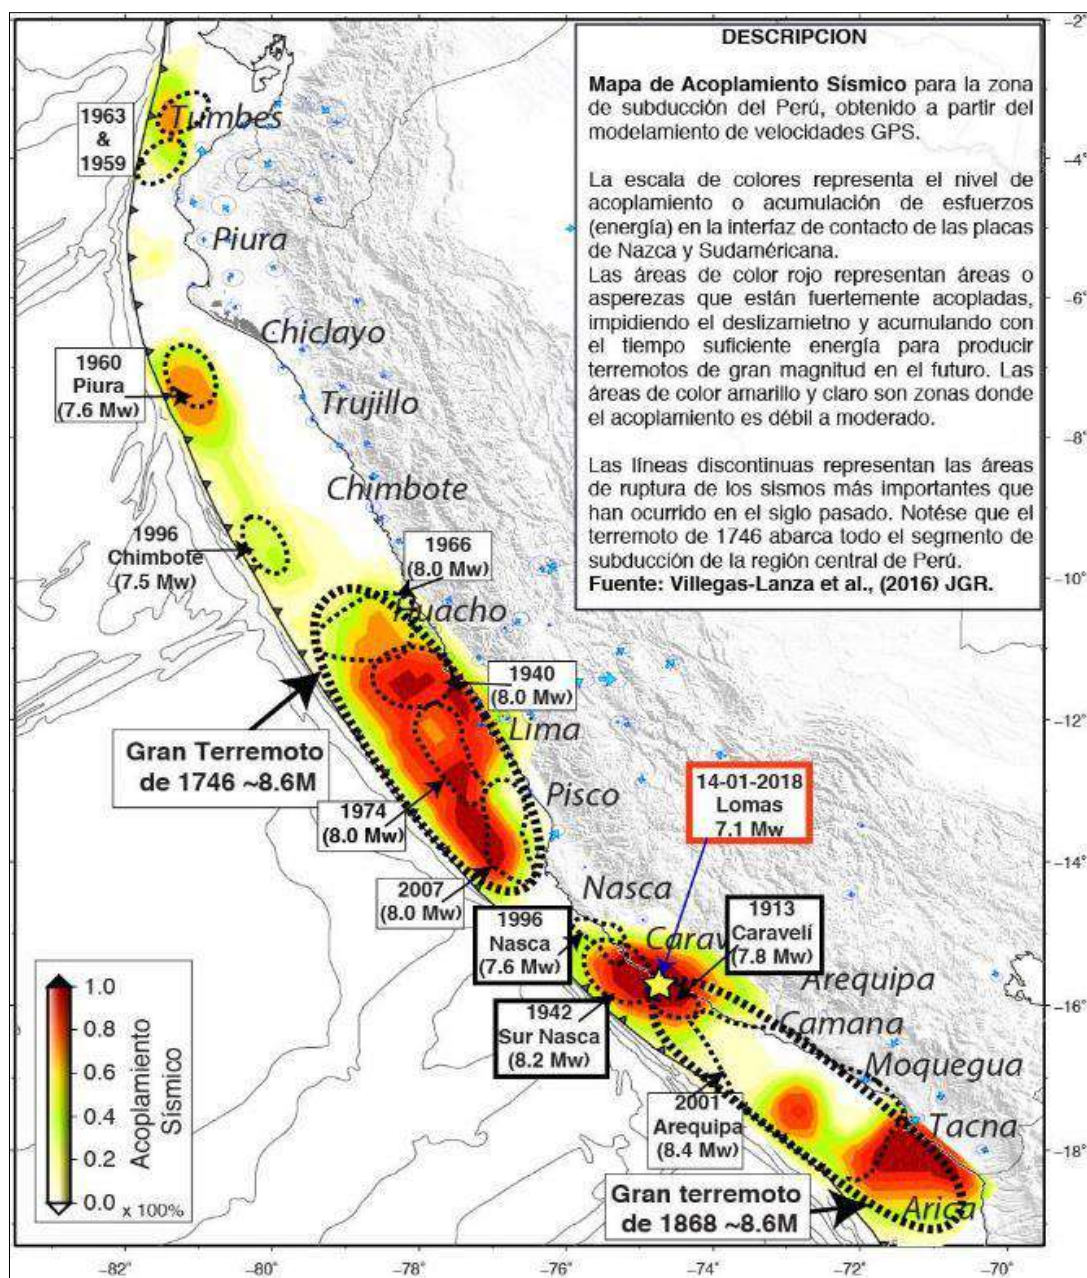 DESCRIPCION
Mapa de Acoplamiento Sísmico para la zona
de subducción del Perú, obtenido a partir del
modelamiento de velocidades GPS.
La escala de colores representa el nivel de
acoplamiento o acumulación de esfuerzos
(energía) en la interfaz de contacto de las placas
de Nazca y Sudaméricana.
Las áreas de color rojo representan áreas o
asperezas que están fuertemente acopladas,
impidiendo el deslizamietno y acumulando con
el tiempo suficiente energía para producir
terremotos de gran magnitud en el futuro. Las
áreas de color amarillo y claro son zonas donde
el acoplamiento es débil a moderado.
Las líneas discontinuas representan las áreas
de ruptura de los sismos más importantes que
han ocurrido en el siglo pasado. Notése que el
terremoto de 1746 abarca todo el segmento de
subducción de la región central de Perú.
Fuente: Villegas-Lanza et al., (2016) JGR.
1963
&
1959
Tumbes
Piura
Chiclayo
1960
Piura
(7.6 Mw)
Trujillo
Chimbote
1996
Chimbote
(7.5 Mw)
1966
(8.0 Mw)
Huacho
1940
(8.0 Mw)
Lima
Gran Terremoto
de 1746 ~8.6M
Pisco
1974
(8.0 Mw)
14-01-2018
Lomas
7.1 Mw
2007
(8.0 Mw)
Nasca
1996
Nasca
(7.6 Mw)
Carav
1913
Caravelí
(7.8 Mw)
Arequipa
1942
Sur Nasca
(8.2 Mw)
Camana
Moquegua
2001
Arequipa
(8.4 Mw)
Tacna
Gran terremoto
de 1868 ~8.6M
Arica
1.0
0.8
0.6
0.4
0.2
0.0
x 100%
Acoplamiento
Sísmico
−2°
−4°
−6°
−8°
−10°
−12°
−14°
−16°
−18°
−82°
−80°
−78°
−76°
−74°
−72°
−70°